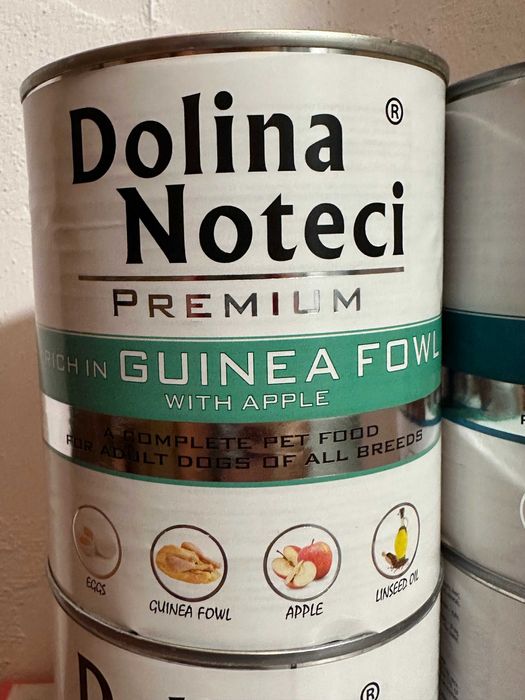 Dolina ®
Noteci
PREMIUM
RICH IN GUINEA FOWL
WITH APPLE
A COMPLETE PET FOOD
FOR ADULT DOGS OF ALL BREEDS
EGGS
GUINEA FOWL
APPLE
LINSEED OIL
Dolina ®